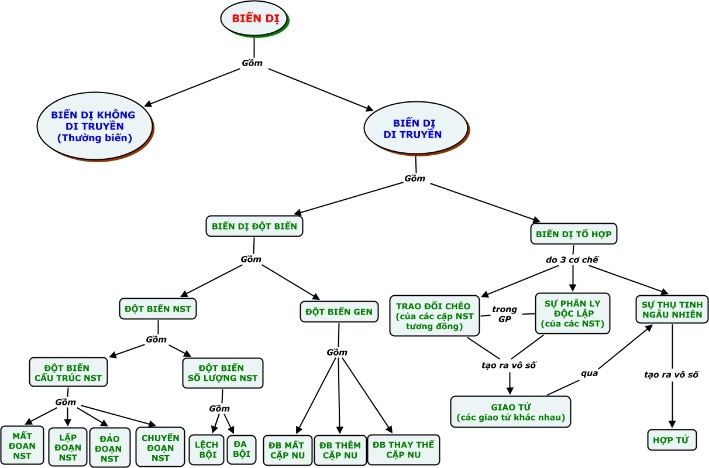 BIẾN DỊ
Gồm
BIẾN DỊ KHÔNG
DI TRUYỀN
(Thường biến)
BIẾN DỊ
DI TRUYỀN
Gồm
BIẾN DỊ ĐỘT BIẾN
BIẾN DỊ TỔ HỢP
Gồm
do 3 cơ chế
ĐỘT BIẾN NST
ĐỘT BIẾN GEN
TRAO ĐỔI CHÉO
(của các cặp NST
tương đồng)
trong
GP
SỰ PHÂN LY
ĐỘC LẬP
(của các NST)
SỰ THỤ TINH
NGẪU NHIÊN
Gồm
Gồm
tạo ra vô số
qua
tạo ra vô số
ĐỘT BIẾN
CẤU TRÚC NST
ĐỘT BIẾN
SỐ LƯỢNG NST
Gồm
Gồm
GIAO TỬ
(các giao tử khác nhau)
MẤT
ĐOẠN
NST
LẶP
ĐOẠN
NST
ĐẢO
ĐOẠN
NST
CHUYỂN
ĐOẠN
NST
LỆCH
BỘI
ĐA
BỘI
ĐB MẤT
CẶP NU
ĐB THÊM
CẶP NU
ĐB THAY THẾ
CẶP NU
HỢP TỬ